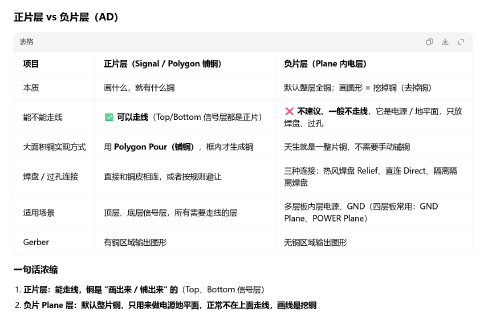 正片层 vs 负片层（AD）
表格
项目 正片层（Signal / Polygon 铺铜） 负片层（Plane 内电层）
本质 画什么，就有什么铜 默认整层全铜；画图形 = 挖掉铜（去掉铜）
能不能走线 ✅ 可以走线（Top/Bottom 信号层都是正片） ❌ 不建议、一般不走线，它是电源 / 地平面，只放
焊盘、过孔
大面积铜实现方式 用 Polygon Pour（铺铜），框内才生成铜 天生就是一整片铜，不需要手动铺铜
焊盘 / 过孔连接 直接和铜皮相连，或者按规则避让 三种连接：热风焊盘 Relief、直连 Direct、隔离隔
离焊盘
适用场景 顶层、底层信号层，所有需要走线的层 多层板内层电源、GND（四层板常用：GND
Plane、POWER Plane）
Gerber 有铜区域输出图形 无铜区域输出图形
一句话浓缩
1. 正片层：能走线，铜是 “画出来 / 铺出来” 的（Top、Bottom 信号层）
2. 负片 Plane 层：默认整片铜，只用来做电源地平面，正常不在上面走线，画线是挖铜